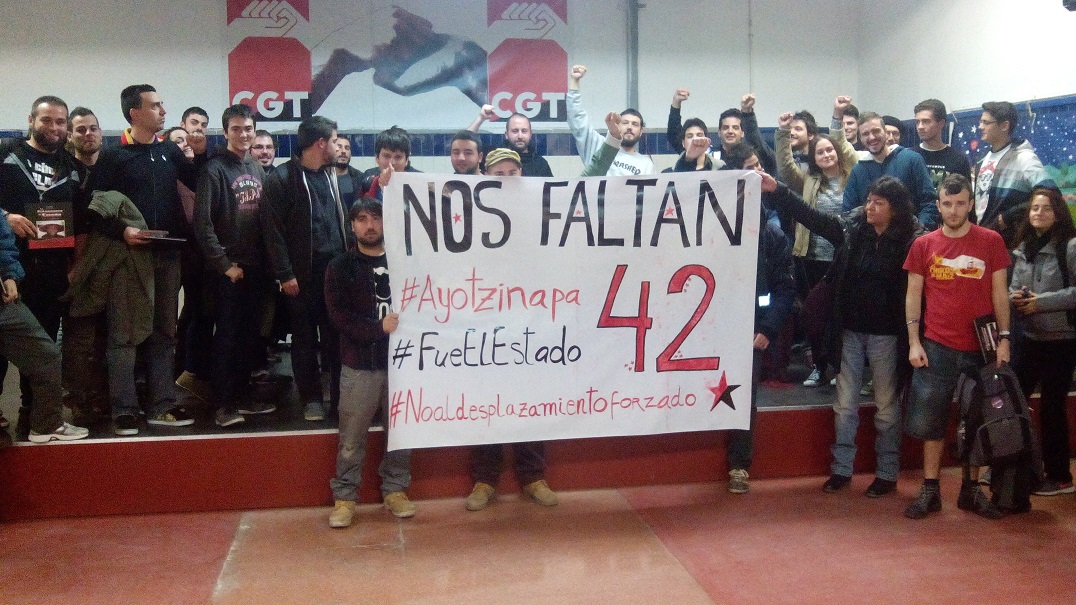 CGT
CGT
NOS FALTAN
#Ayotzinapa
42
#FueElEstado
#Noaldesplazamientoforzado